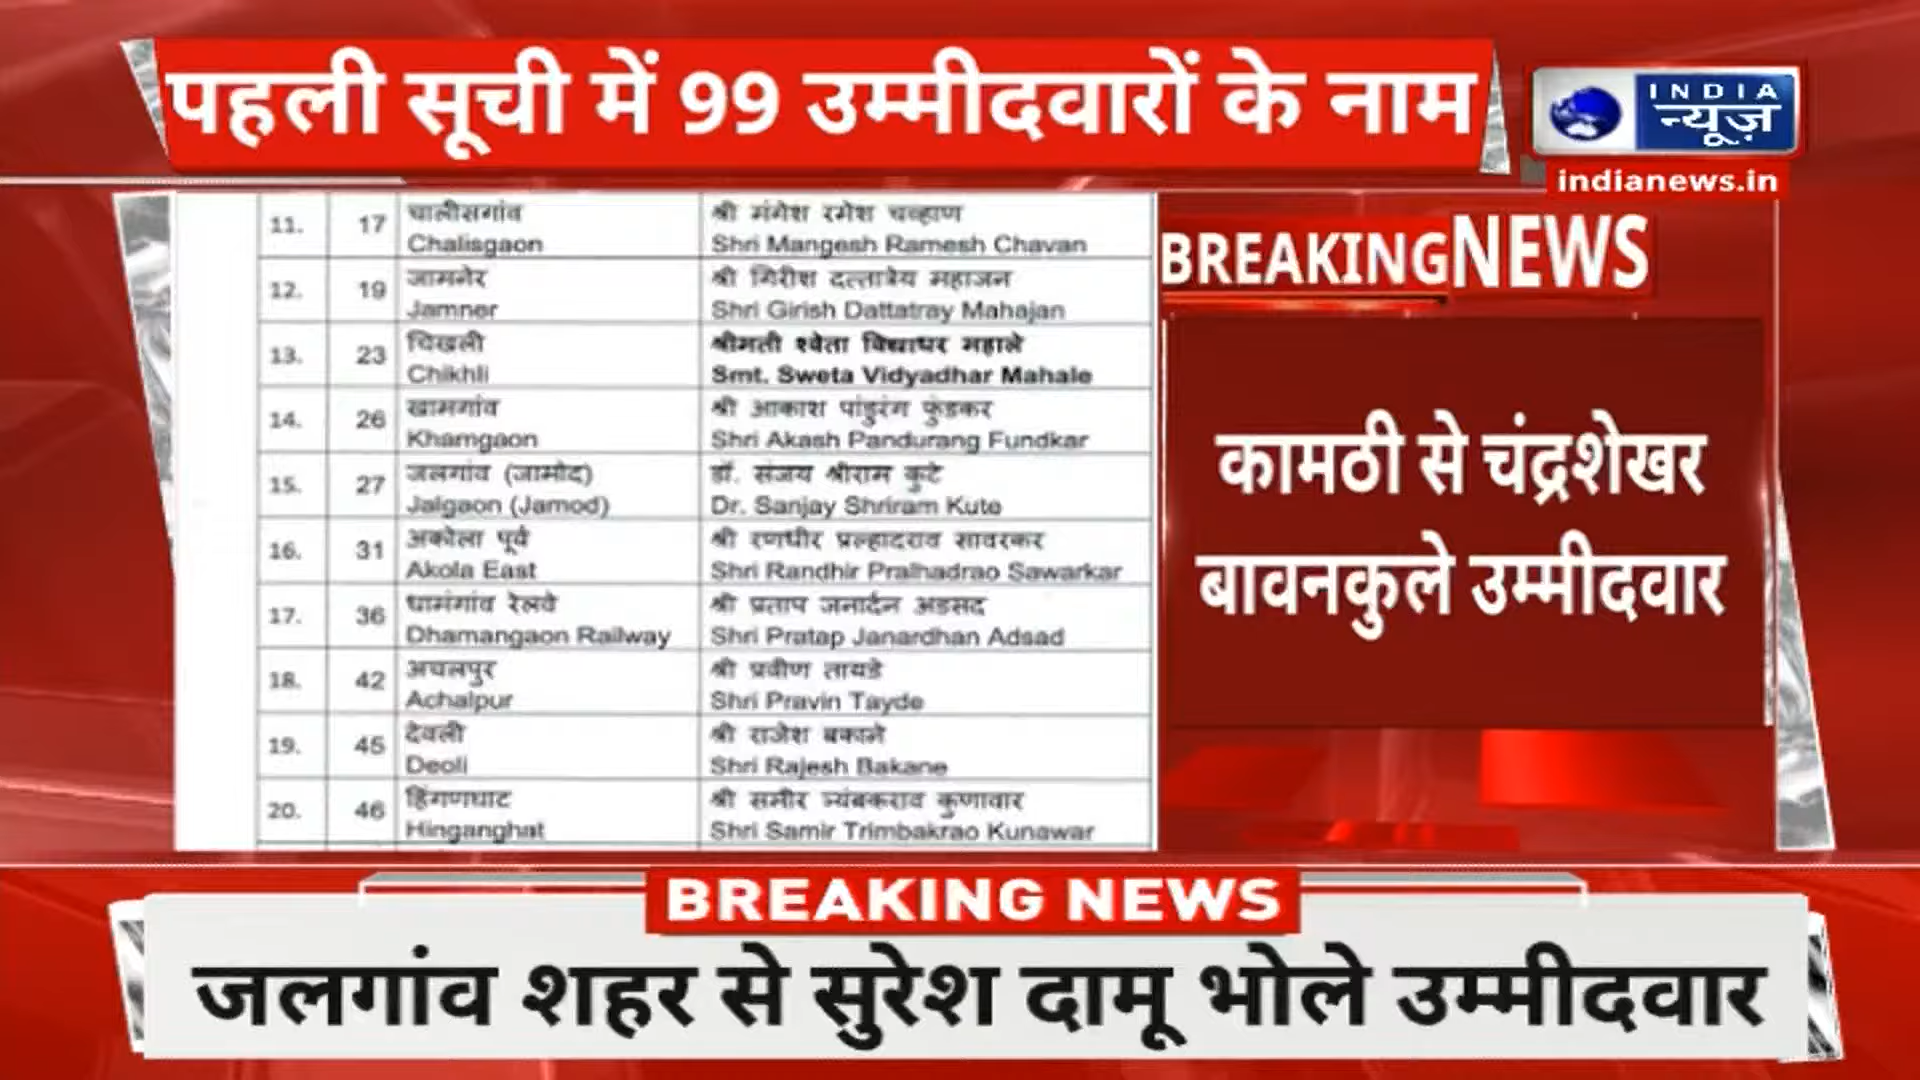 पहली सूची में 99 उम्मीदवारों के नाम
INDIA
न्यूज़
indianews.in
11. 17 चालीसगांव श्री मंगेश रमेश चव्हाण
Chalisgaon Shri Mangesh Ramesh Chavan
12. 19 जामनेर श्री गिरीश दत्तात्रेय महाजन
Jamner Shri Girish Dattatray Mahajan
13. 23 चिखली श्रीमती श्वेता विद्याधर महाले
Chikhli Smt. Sweta Vidyadhar Mahale
14. 26 खामगांव श्री आकाश पांडुरंग फुंडकर
Khamgaon Shri Akash Pandurang Fundkar
15. 27 जलगांव (जामोद) डॉ. संजय श्रीराम कुटे
Jalgaon (Jamod) Dr. Sanjay Shriram Kute
16. 31 अकोला पूर्व श्री रणधीर प्रल्हादराव सावरकर
Akola East Shri Randhir Pralhadrao Sawarkar
17. 36 धामंगांव रेलवे श्री प्रताप जनार्दन अडसद
Dhamangaon Railway Shri Pratap Janardhan Adsad
18. 42 अचलपुर श्री प्रवीण तायडे
Achalpur Shri Pravin Tayde
19. 45 देवली श्री राजेश बकाने
Deoli Shri Rajesh Bakane
20. 46 हिंगणघाट श्री समीर त्र्यंबकराव कुणावार
Hinganghat Shri Samir Trimbakrao Kunawar
BREAKING NEWS
कामठी से चंद्रशेखर
बावनकुले उम्मीदवार
BREAKING NEWS
जलगांव शहर से सुरेश दामू भोले उम्मीदवार